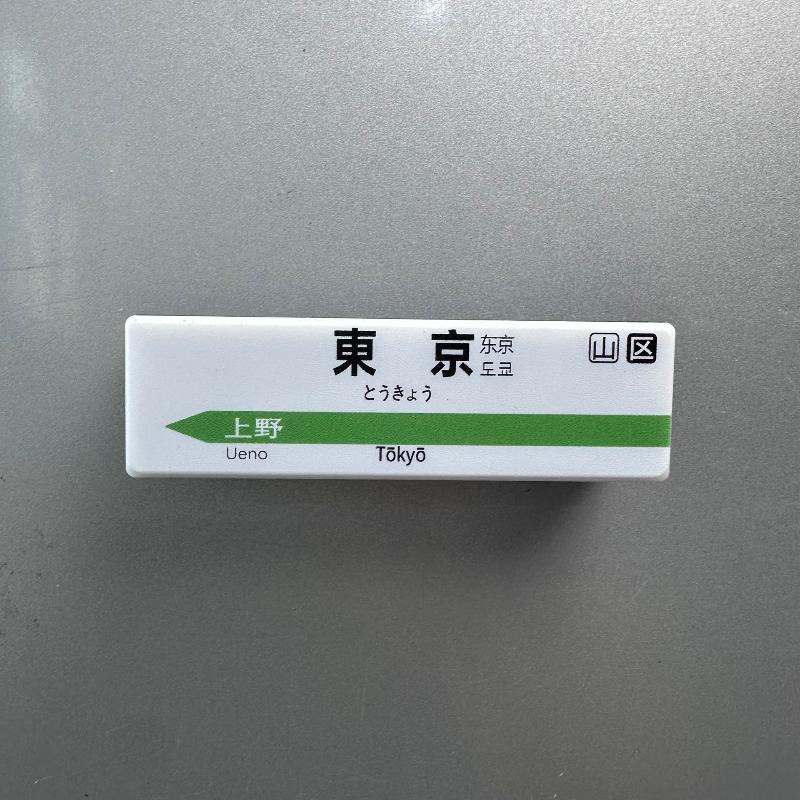 東京
东京
도쿄
山 区
とうきょう
上野
Ueno
Tōkyō